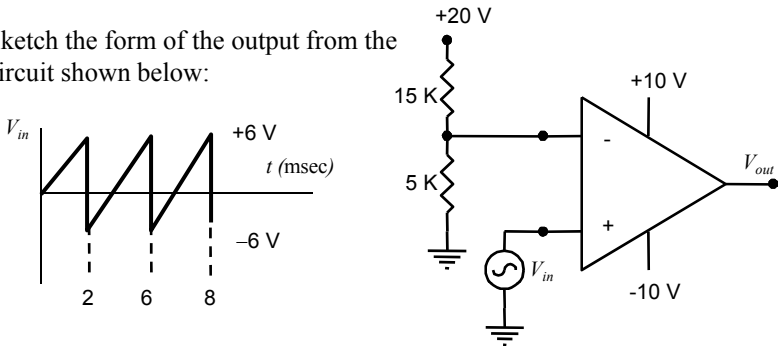 ketch the form of the output from the
ircuit shown below:
V_in
+6 V
t (msec)
−6 V
2 6 8
+20 V
15 K
5 K
+10 V
-
+
V_in
V_out
-10 V